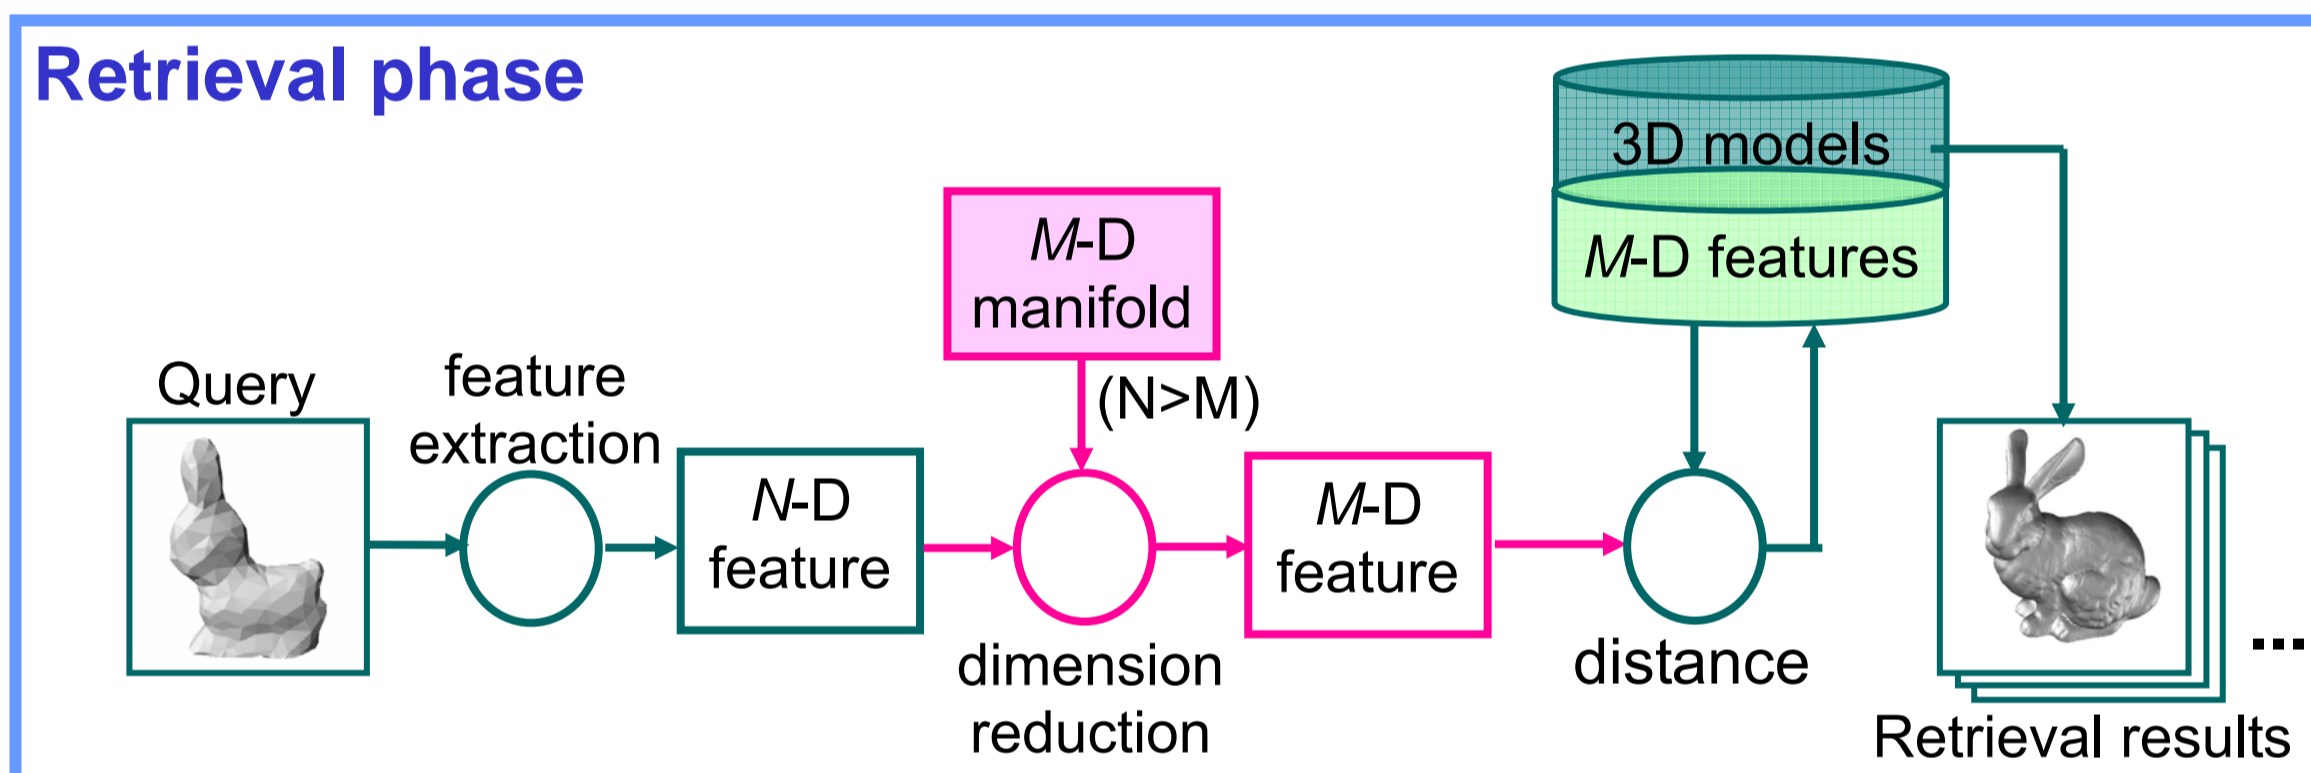 Retrieval phase
Query
feature
extraction
N-D
feature
M-D
manifold
(N>M)
dimension
reduction
M-D
feature
3D models
M-D features
distance
...
Retrieval results